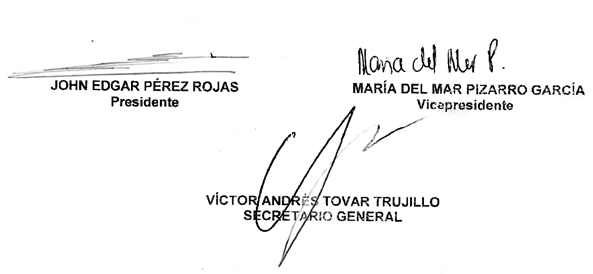 Maria del Mar P.
JOHN EDGAR PÉREZ ROJAS
Presidente
MARÍA DEL MAR PIZARRO GARCÍA
Vicepresidente
VÍCTOR ANDRÉS TOVAR TRUJILLO
SECRETARIO GENERAL